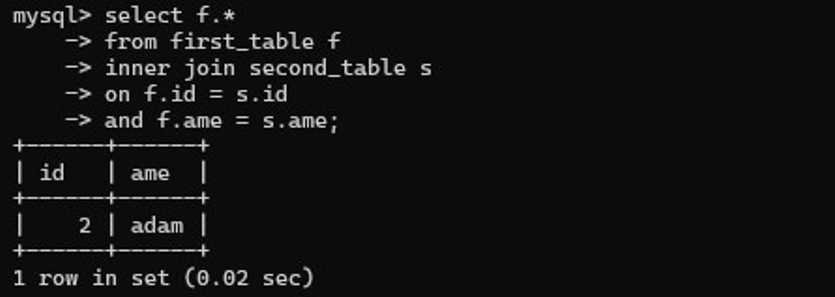 mysql> select f.*
    -> from first_table f
    -> inner join second_table s
    -> on f.id = s.id
    -> and f.ame = s.ame;
+------+------+
| id   | ame  |
+------+------+
|    2 | adam |
+------+------+
1 row in set (0.02 sec)